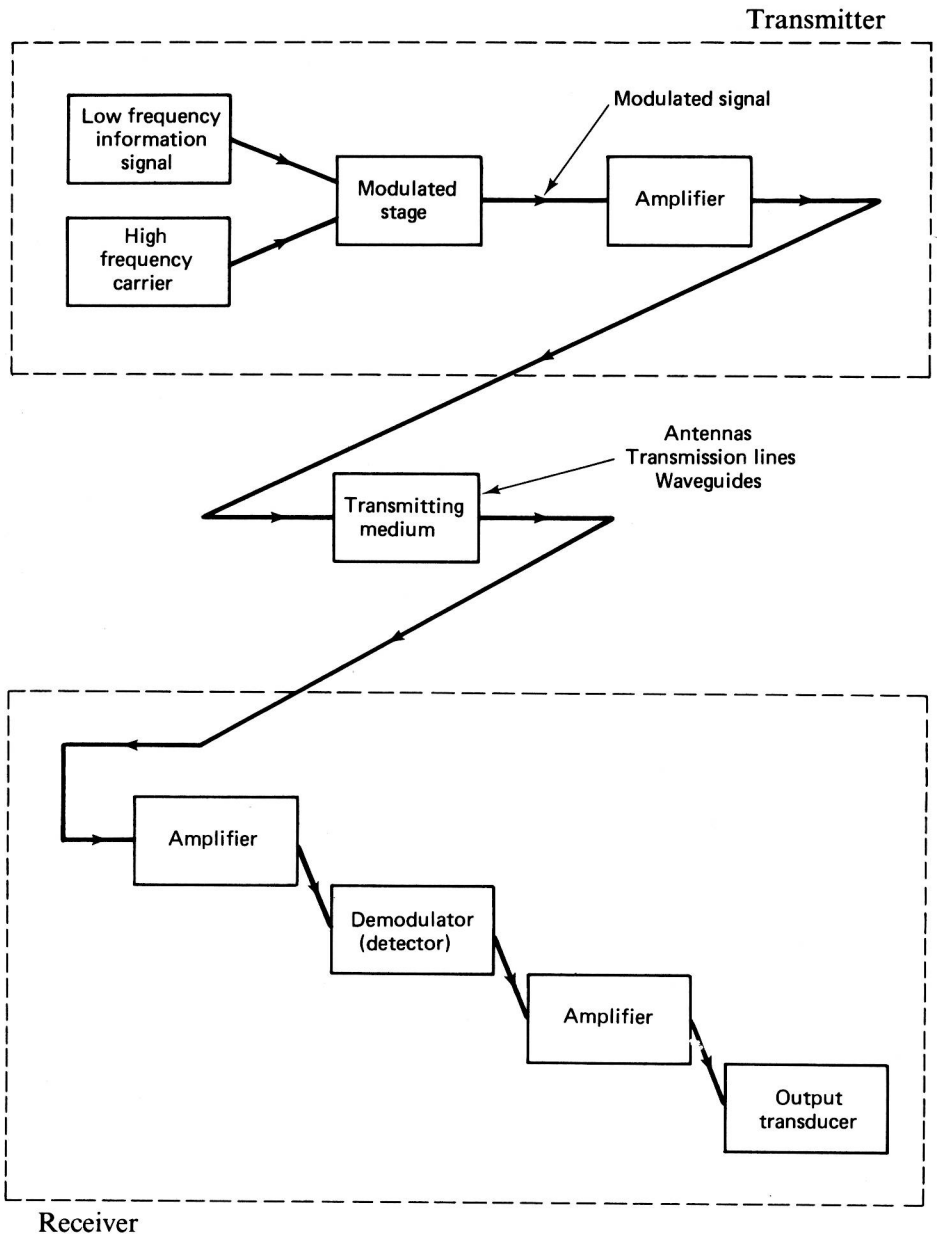 Transmitter
Low frequency
information
signal
High
frequency
carrier
Modulated
stage
Modulated signal
Amplifier
Antennas
Transmission lines
Waveguides
Transmitting
medium
Amplifier
Demodulator
(detector)
Amplifier
Output
transducer
Receiver